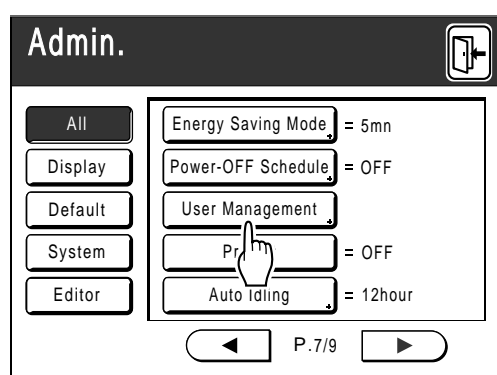 Admin.
All
Energy Saving Mode = 5mn
Display
Power-OFF Schedule = OFF
Default
User Management
System
= OFF
Editor
Auto Idling = 12hour
P.7/9